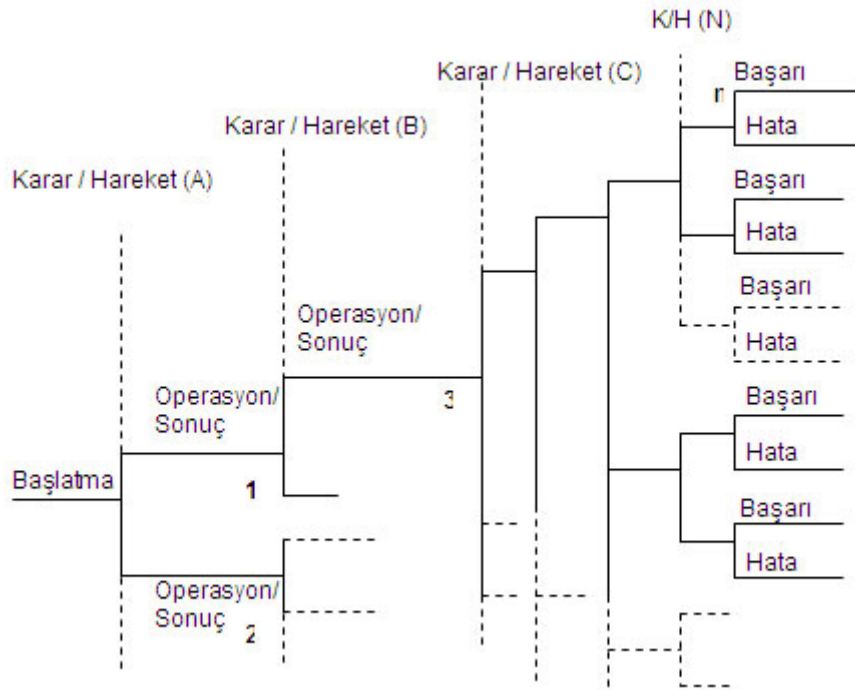 K/H (N)
Karar / Hareket (C)
Başarı
n
Hata
Karar / Hareket (B)
Karar / Hareket (A)
Başarı
Hata
Başarı
Operasyon/
Sonuç
Hata
3
Operasyon/
Sonuç
Başarı
Hata
Başlatma
1
Başarı
Hata
Operasyon/
Sonuç
2